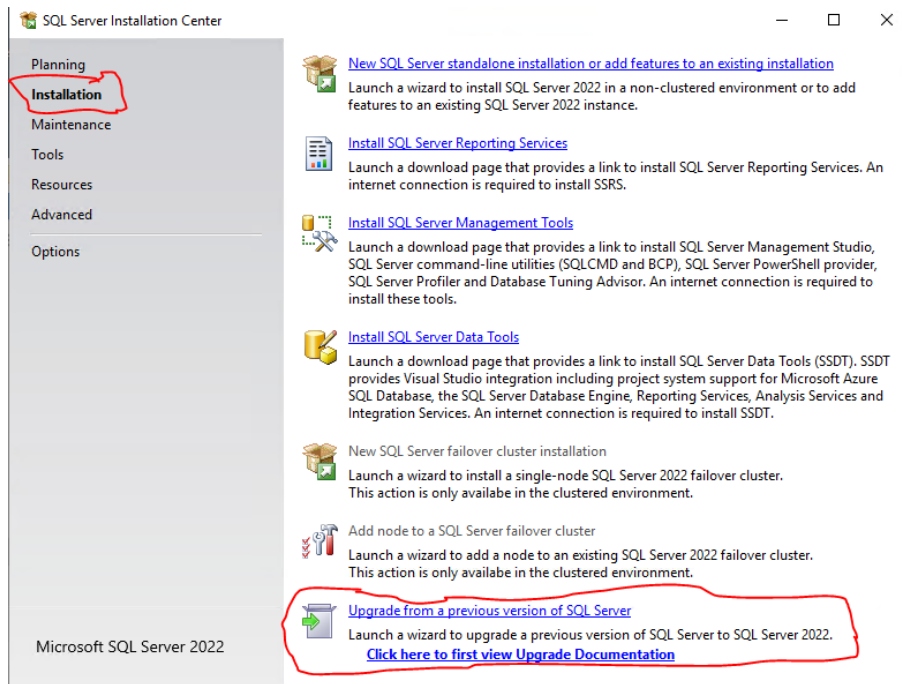 SQL Server Installation Center
Planning
Installation
Maintenance
Tools
Resources
Advanced
Options
Microsoft SQL Server 2022
New SQL Server standalone installation or add features to an existing installation
Launch a wizard to install SQL Server 2022 in a non-clustered environment or to add
features to an existing SQL Server 2022 instance.
Install SQL Server Reporting Services
Launch a download page that provides a link to install SQL Server Reporting Services. An
internet connection is required to install SSRS.
Install SQL Server Management Tools
Launch a download page that provides a link to install SQL Server Management Studio,
SQL Server command-line utilities (SQLCMD and BCP), SQL Server PowerShell provider,
SQL Server Profiler and Database Tuning Advisor. An internet connection is required to
install these tools.
Install SQL Server Data Tools
Launch a download page that provides a link to install SQL Server Data Tools (SSDT). SSDT
provides Visual Studio integration including project system support for Microsoft Azure
SQL Database, the SQL Server Database Engine, Reporting Services, Analysis Services and
Integration Services. An internet connection is required to install SSDT.
New SQL Server failover cluster installation
Launch a wizard to install a single-node SQL Server 2022 failover cluster.
This action is only availabe in the clustered environment.
Add node to a SQL Server failover cluster
Launch a wizard to add a node to an existing SQL Server 2022 failover cluster.
This action is only availabe in the clustered environment.
Upgrade from a previous version of SQL Server
Launch a wizard to upgrade a previous version of SQL Server to SQL Server 2022.
Click here to first view Upgrade Documentation